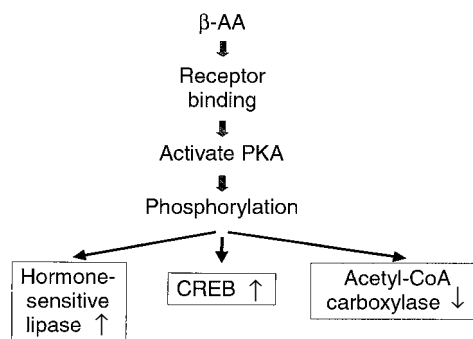 β-AA
Receptor
binding
Activate PKA
Phosphorylation
Hormone-
sensitive
lipase ↑
CREB ↑
Acetyl-CoA
carboxylase ↓